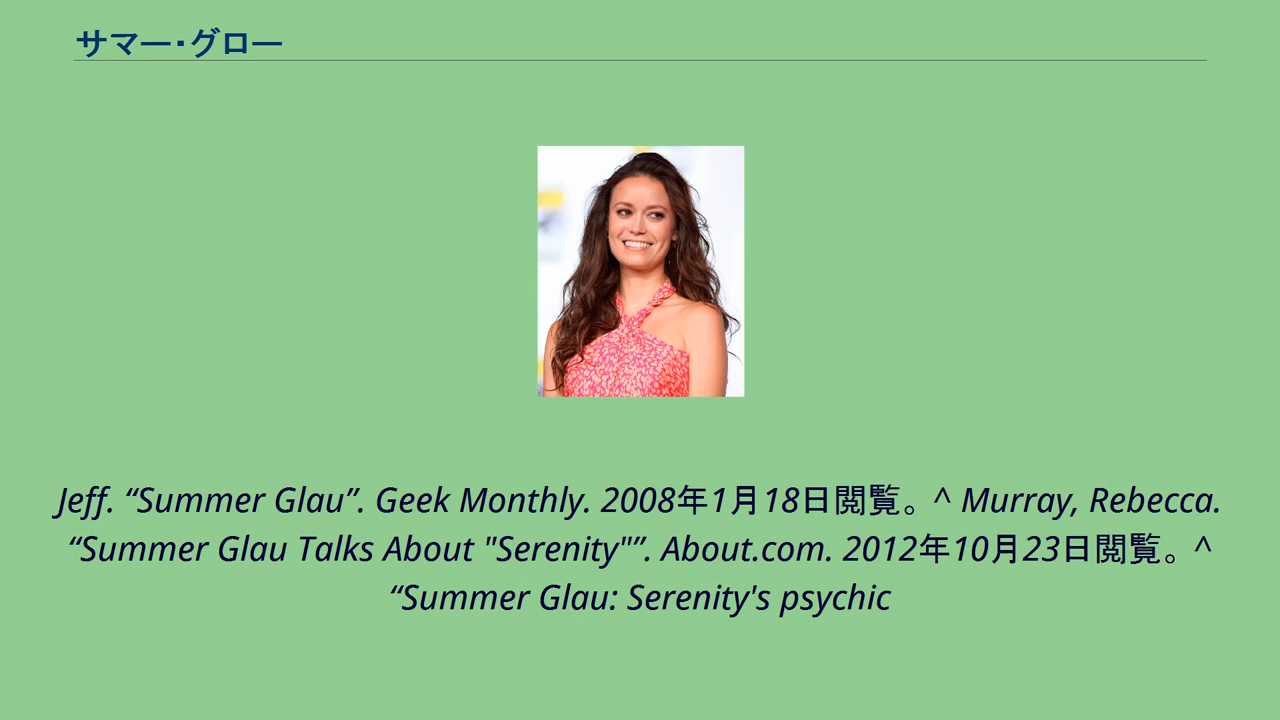 サマー・グロー
Jeff. “Summer Glau”. Geek Monthly. 2008年1月18日閲覧。^ Murray, Rebecca.
“Summer Glau Talks About "Serenity"”. About.com. 2012年10月23日閲覧。^
“Summer Glau: Serenity's psychic